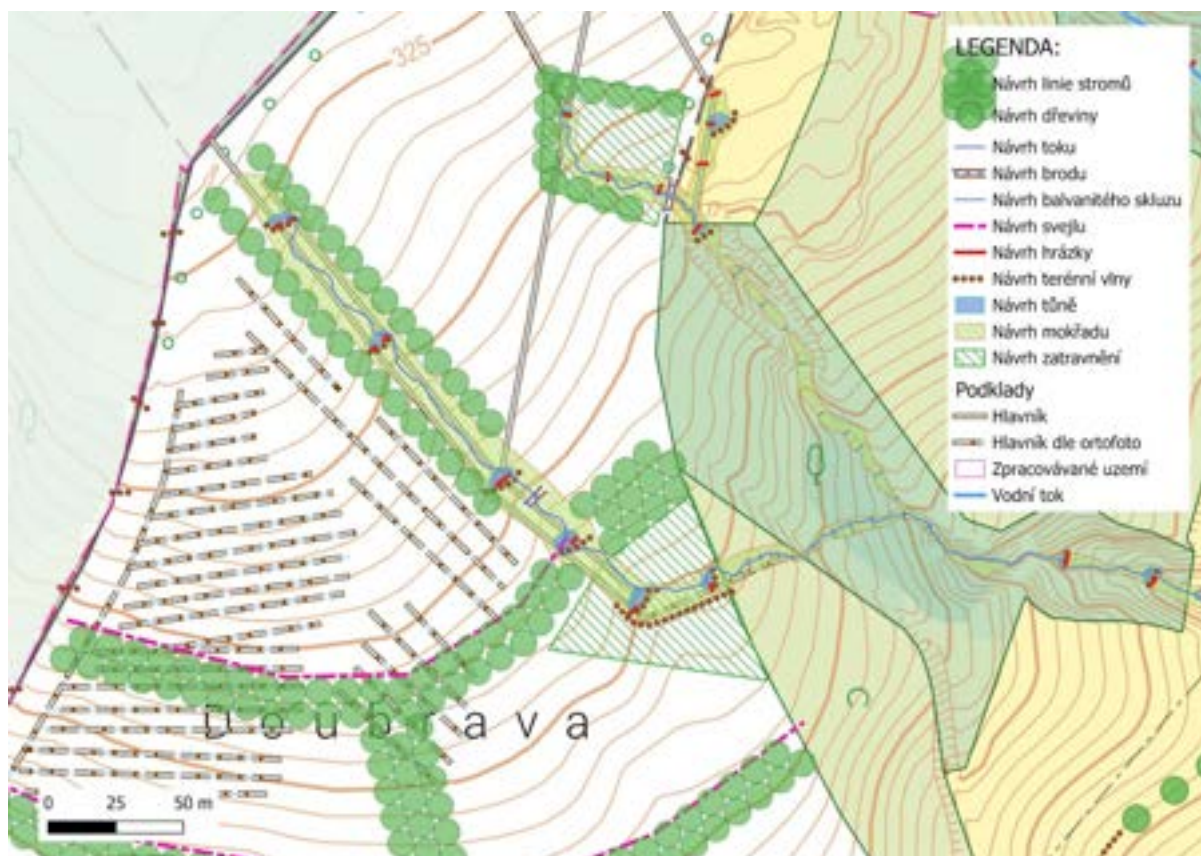 325
LEGENDA:
Návrh linie stromů
Návrh dřeviny
Návrh toku
Návrh brodu
Návrh balvanitého skluzu
Návrh svejlu
Návrh hrázky
Návrh terénní vlny
Návrh tůně
Návrh mokřadu
Návrh zatravnění
Podklady
Hlavník
Hlavník dle ortofoto
Zpracovávané uzemí
Vodní tok
Doubrava
0 25 50 m